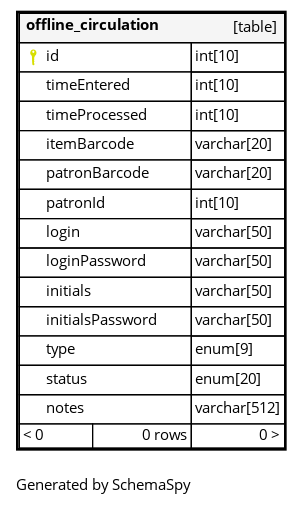 offline_circulation [table]
id int[10]
timeEntered int[10]
timeProcessed int[10]
itemBarcode varchar[20]
patronBarcode varchar[20]
patronId int[10]
login varchar[50]
loginPassword varchar[50]
initials varchar[50]
initialsPassword varchar[50]
type enum[9]
status enum[20]
notes varchar[512]
< 0 0 rows 0 >
Generated by SchemaSpy